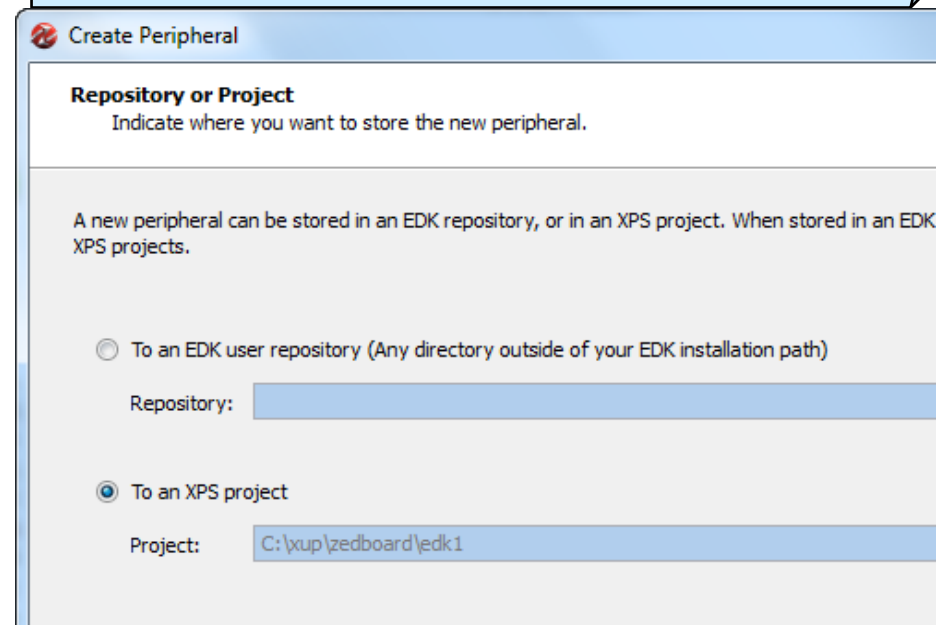 Create Peripheral
Repository or Project
Indicate where you want to store the new peripheral.
A new peripheral can be stored in an EDK repository, or in an XPS project. When stored in an EDK
XPS projects.
To an EDK user repository (Any directory outside of your EDK installation path)
Repository:
To an XPS project
Project: C:\xup\zedboard\edk1